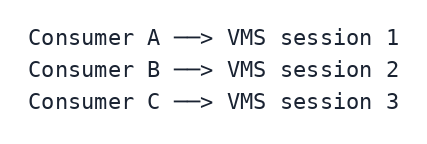 Consumer A ──> VMS session 1
Consumer B ──> VMS session 2
Consumer C ──> VMS session 3